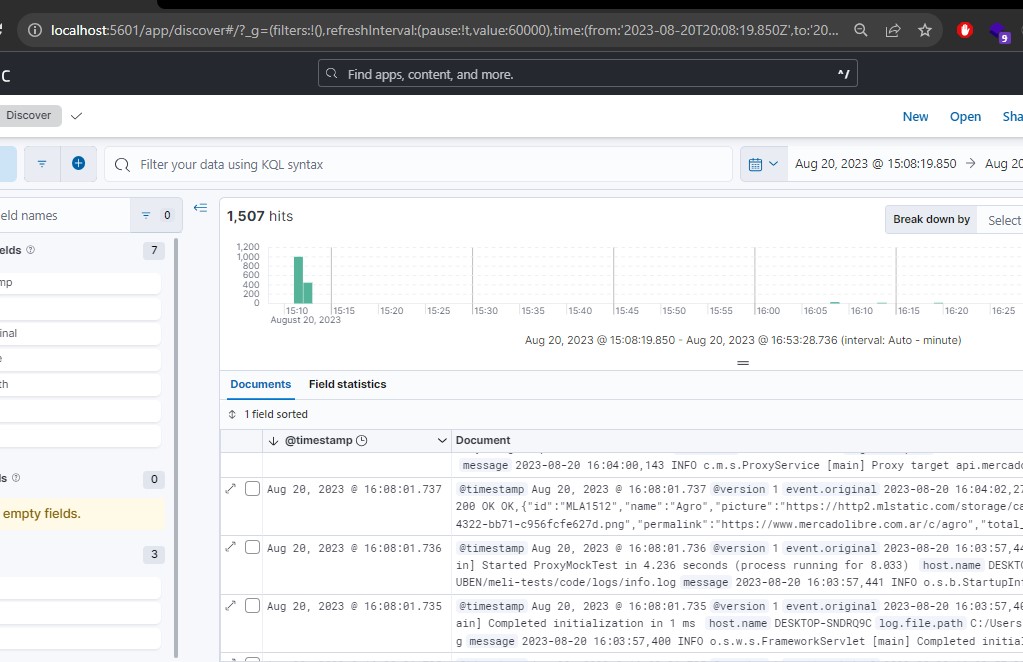 localhost:5601/app/discover#/?_g=(filters:!(),refreshInterval:(pause:!t,value:60000),time:(from:'2023-08-20T20:08:19.850Z',to:'20...
9
c
Find apps, content, and more.
^/
Discover
New
Open
Sha
Filter your data using KQL syntax
Aug 20, 2023 @ 15:08:19.850 → Aug 20
eld names
0
1,507 hits
Break down by
Select
elds
7
mp
inal
e
th
ls
0
empty fields.
3
1,200
1,000
800
600
400
200
0
15:10 15:15 15:20 15:25 15:30 15:35 15:40 15:45 15:50 15:55 16:00 16:05 16:10 16:15 16:20 16:25
August 20, 2023
Aug 20, 2023 @ 15:08:19.850 - Aug 20, 2023 @ 16:53:28.736 (interval: Auto - minute)
Documents
Field statistics
1 field sorted
@timestamp
Document
message 2023-08-20 16:04:00,143 INFO c.m.s.ProxyService [main] Proxy target api.mercado
Aug 20, 2023 @ 16:08:01.737
@timestamp Aug 20, 2023 @ 16:08:01.737 @version 1 event.original 2023-08-20 16:04:02,27
200 OK OK,{"id":"MLA1512","name":"Agro","picture":"https://http2.mlstatic.com/storage/ca
4322-bb71-c956fcfe627d.png","permalink":"https://www.mercadolibre.com.ar/c/agro","total_
Aug 20, 2023 @ 16:08:01.736
@timestamp Aug 20, 2023 @ 16:08:01.736 @version 1 event.original 2023-08-20 16:03:57,44
in] Started ProxyMockTest in 4.236 seconds (process running for 8.033) host.name DESKT
UBEN/meli-tests/code/logs/info.log message 2023-08-20 16:03:57,441 INFO o.s.b.StartupIn
Aug 20, 2023 @ 16:08:01.735
@timestamp Aug 20, 2023 @ 16:08:01.735 @version 1 event.original 2023-08-20 16:03:57,40
ain] Completed initialization in 1 ms host.name DESKTOP-SNDRQ9C log.file.path C:/Users
g message 2023-08-20 16:03:57,400 INFO o.s.w.s.FrameworkServlet [main] Completed initial